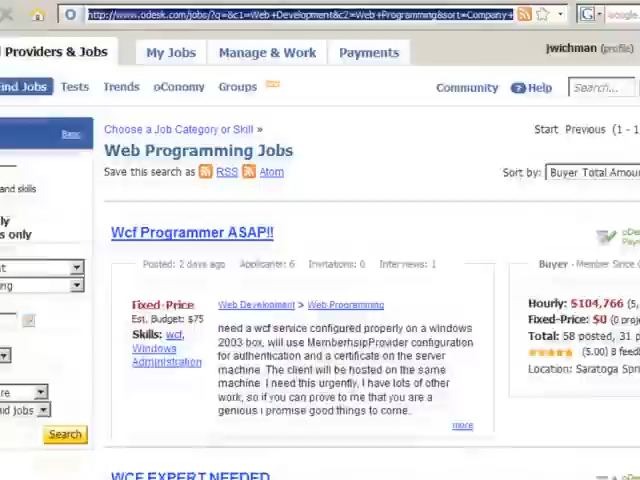 http://www.odesk.com/jobs/?q=&c1=Web+Development&c2=Web+Programming&sort=Company+
Providers & Jobs
My Jobs
Manage & Work
Payments
jwichman (profile)
Find Jobs
Tests
Trends
oConomy
Groups
Community
Help
Search...
Basic
Choose a Job Category or Skill »
Start Previous (1 - 1
Web Programming Jobs
Save this search as RSS Atom
Sort by: Buyer Total Amou
and skills
ly
s only
Wcf Programmer ASAP!!
oDe
Paym
Posted: 2 days ago Applicants: 6 Invitations: 0 Interviews: 1
Buyer - Member Since
Fixed-Price
Est. Budget: $75
Skills: wcf,
Windows
Administration
Web Development > Web Programming
need a wcf service configured properly on a windows
2003 box, will use MemberhsipProvider configuration
for authentication and a certificate on the server
machine. The client will be hosted on the same
machine. I need this urgently, I have lots of other
work, so if you can prove to me that you are a
genious i promise good things to come.
more
Hourly: $104,766 (5,
Fixed-Price: $0 (0 proje
Total: 58 posted, 31 p
(5.00) 8 feedb
Location: Saratoga Spri
Search
WCF EXPERT NEEDED